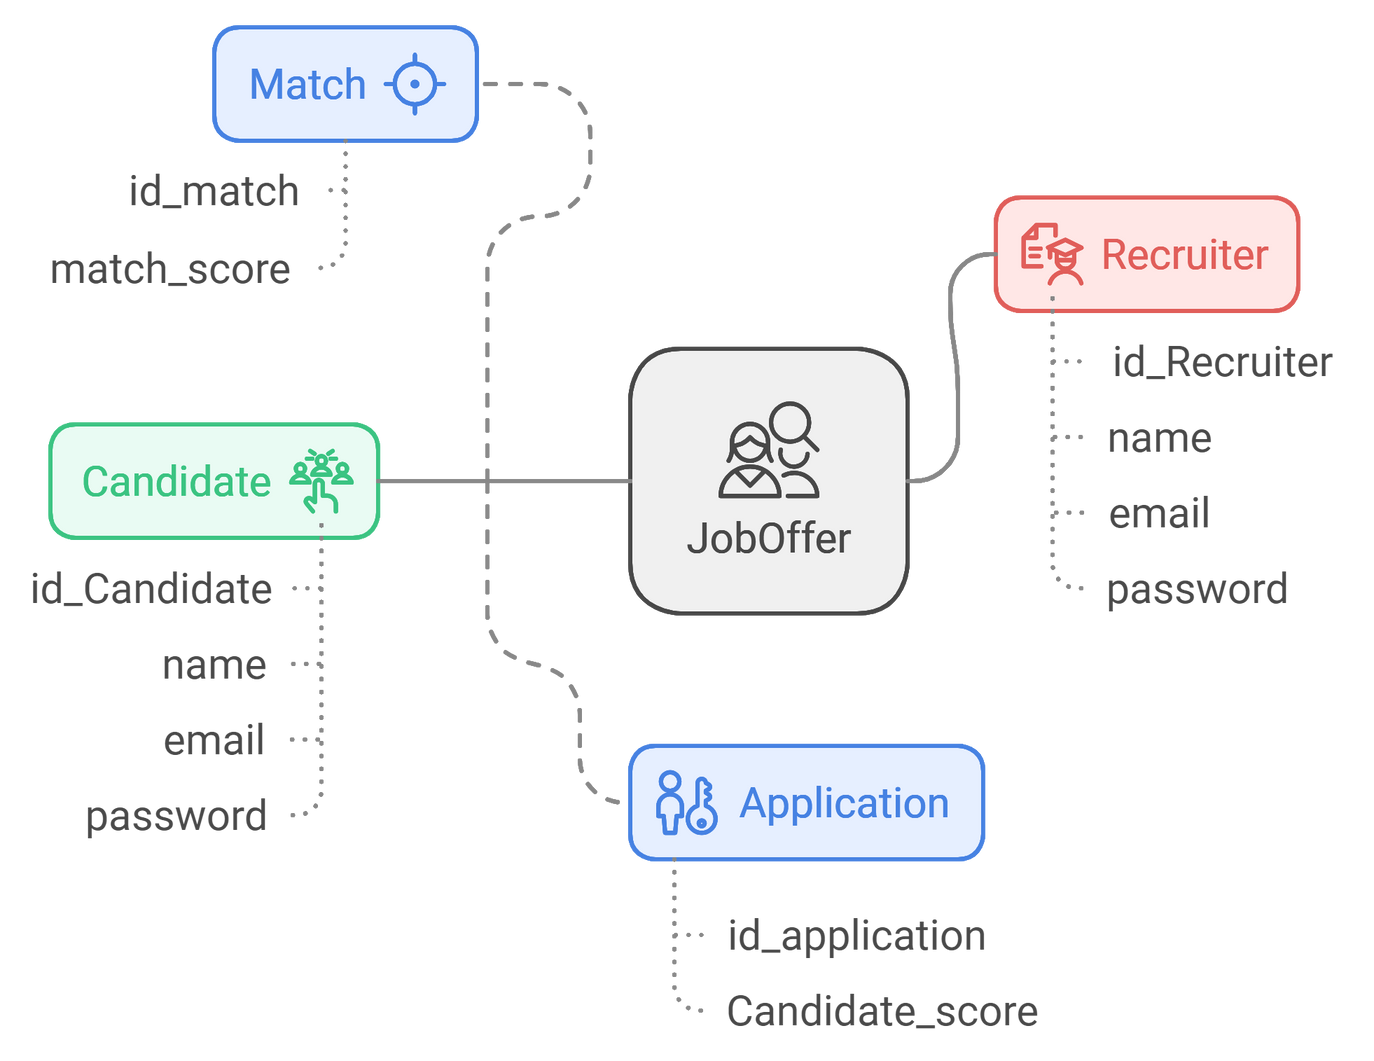 Match
id_match
match_score
Recruiter
id_Recruiter
name
email
password
JobOffer
Candidate
id_Candidate
name
email
password
Application
id_application
Candidate_score